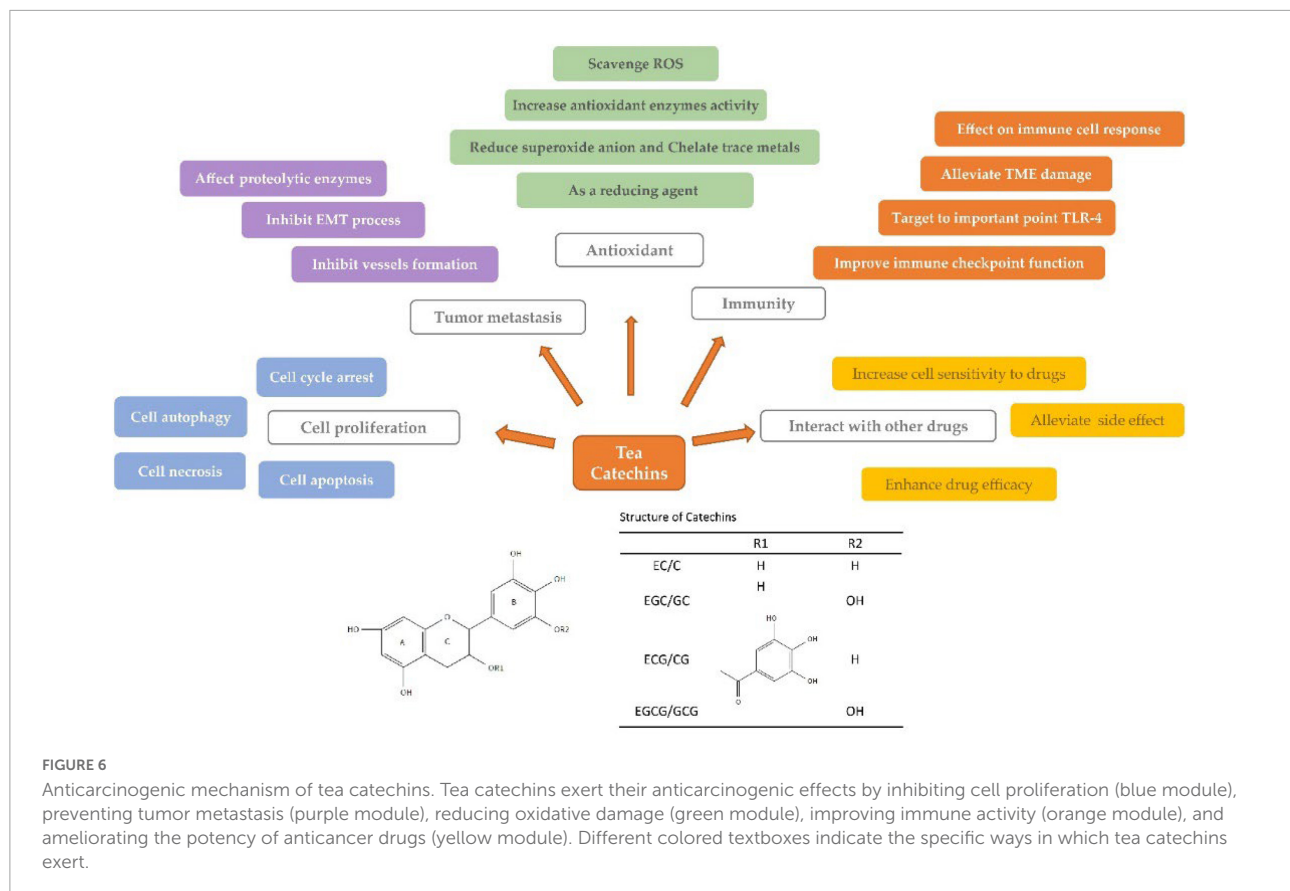 Scavenge ROS
Increase antioxidant enzymes activity
Reduce superoxide anion and Chelate trace metals
As a reducing agent
Antioxidant
Effect on immune cell response
Alleviate TME damage
Target to important point TLR-4
Improve immune checkpoint function
Immunity
Affect proteolytic enzymes
Inhibit EMT process
Inhibit vessels formation
Tumor metastasis
Cell cycle arrest
Cell autophagy
Cell proliferation
Cell necrosis
Cell apoptosis
Tea
Catechins
Increase cell sensitivity to drugs
Interact with other drugs
Alleviate side effect
Enhance drug efficacy
Structure of Catechins
R1 R2
EC/C H H
H
EGC/GC OH
HO
OH
ECG/CG H
OH
O
EGCG/GCG OH
OH
OH
B
OR2
O
HO
A
C
OR1
OH
FIGURE 6
Anticarcinogenic mechanism of tea catechins. Tea catechins exert their anticarcinogenic effects by inhibiting cell proliferation (blue module),
preventing tumor metastasis (purple module), reducing oxidative damage (green module), improving immune activity (orange module), and
ameliorating the potency of anticancer drugs (yellow module). Different colored textboxes indicate the specific ways in which tea catechins
exert.